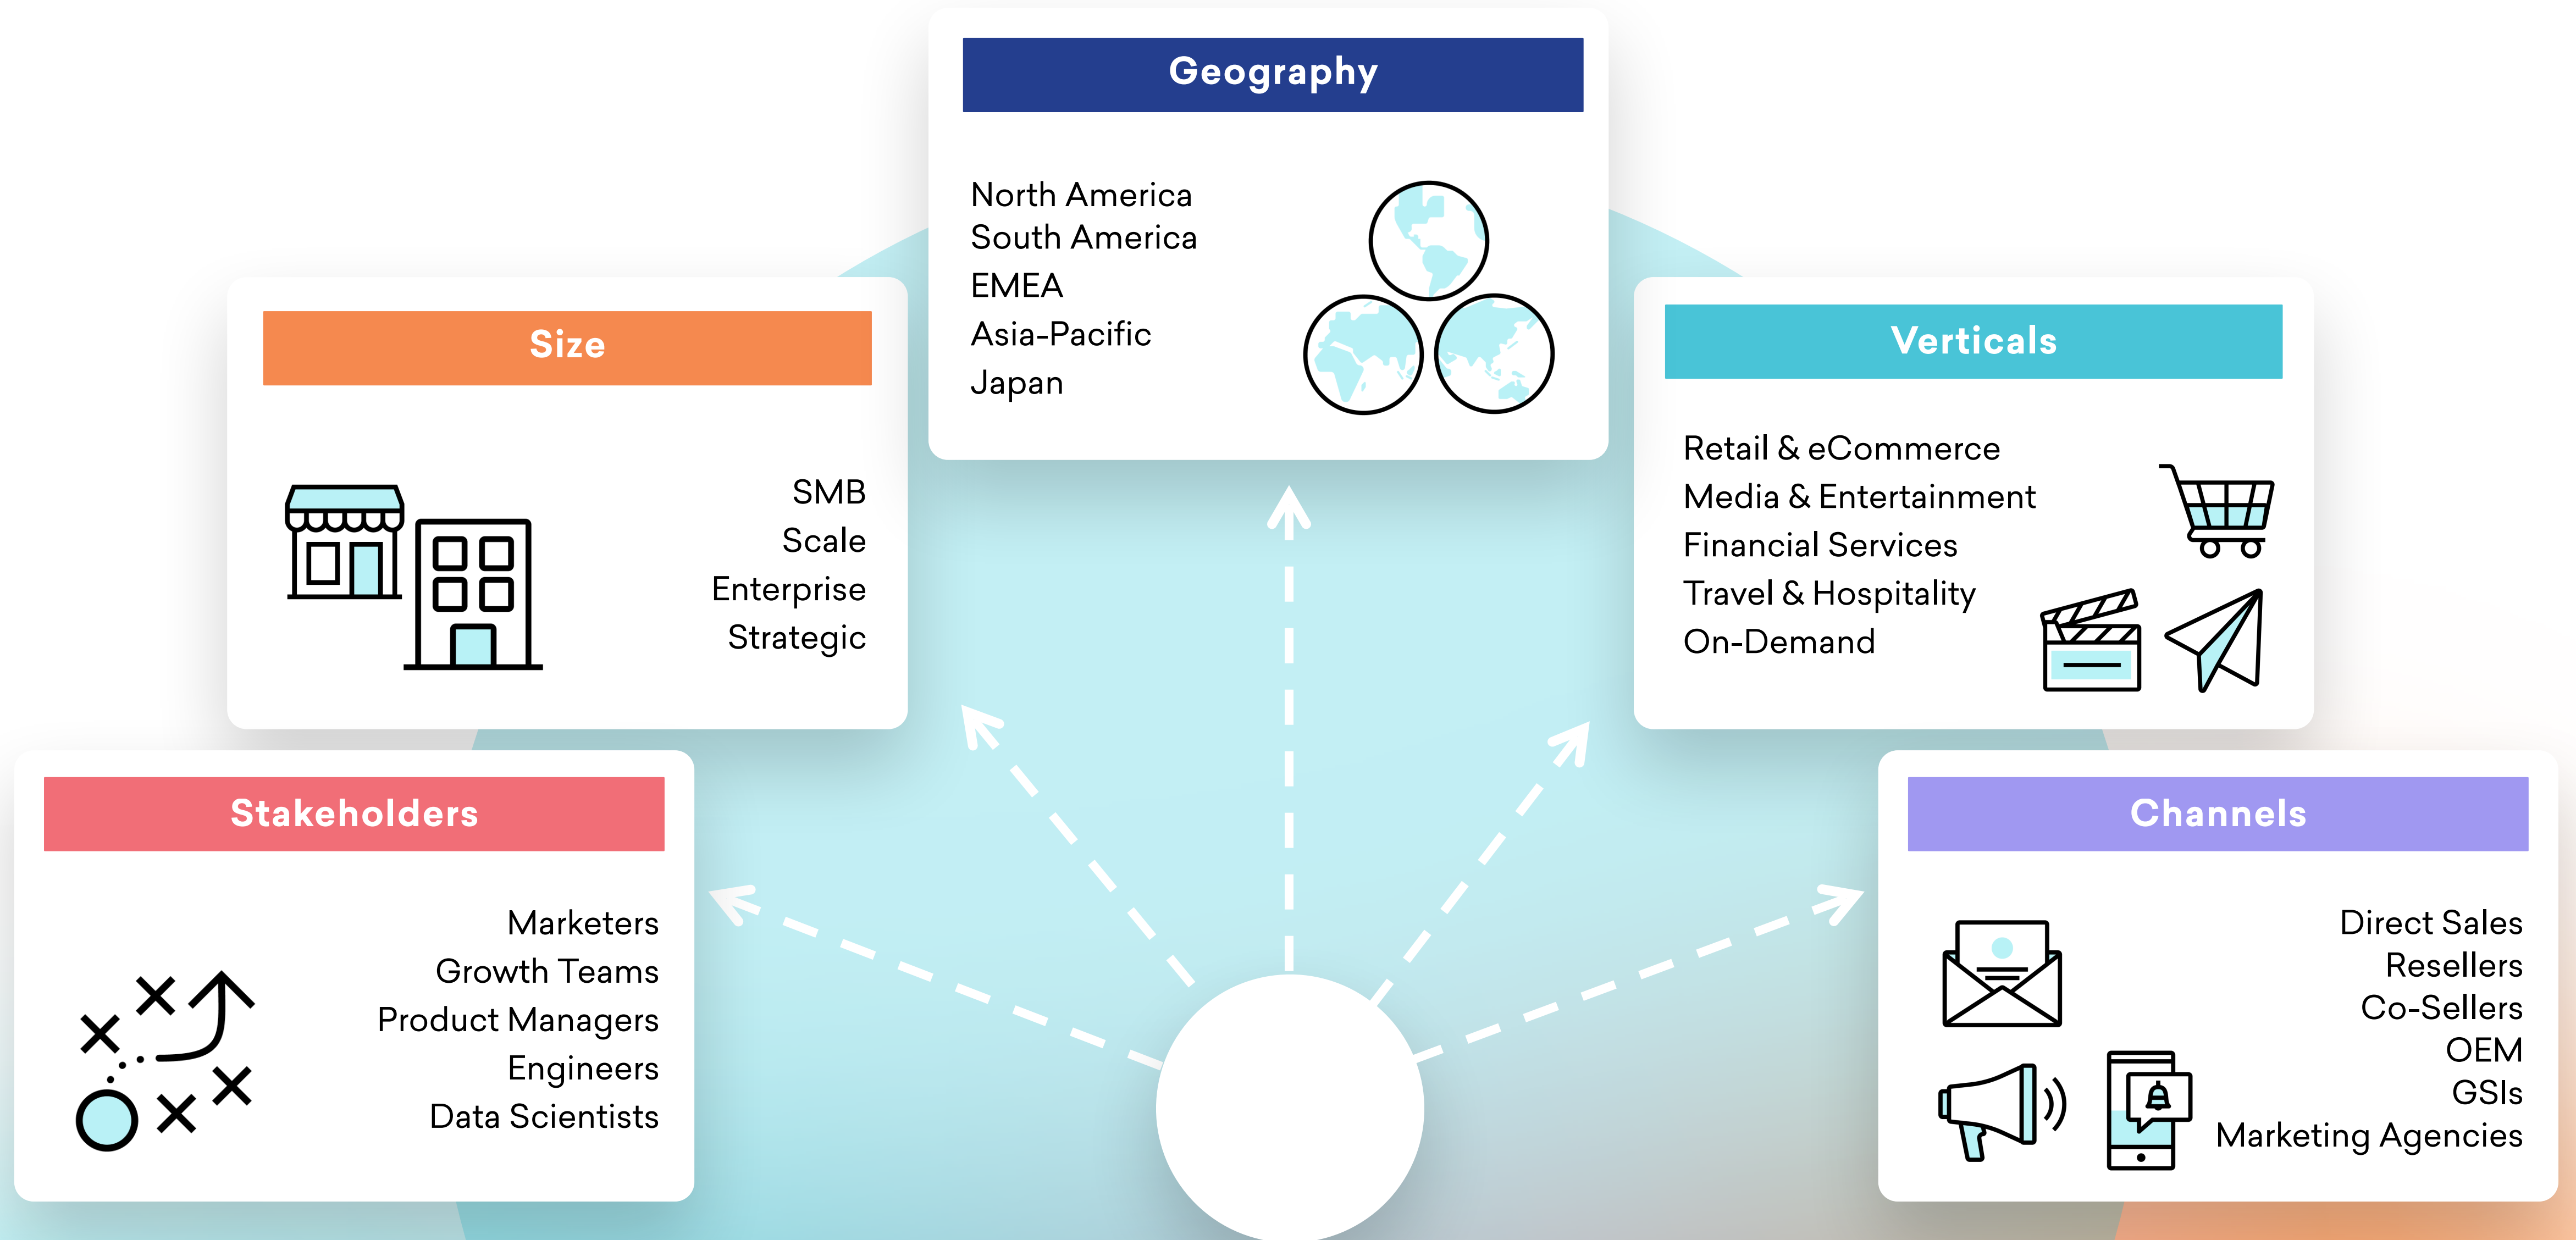 Geography
North America
South America
EMEA
Asia-Pacific
Japan
Size
SMB
Scale
Enterprise
Strategic
Verticals
Retail & eCommerce
Media & Entertainment
Financial Services
Travel & Hospitality
On-Demand
Stakeholders
Marketers
Growth Teams
Product Managers
Engineers
Data Scientists
Channels
Direct Sales
Resellers
Co-Sellers
OEM
GSIs
Marketing Agencies